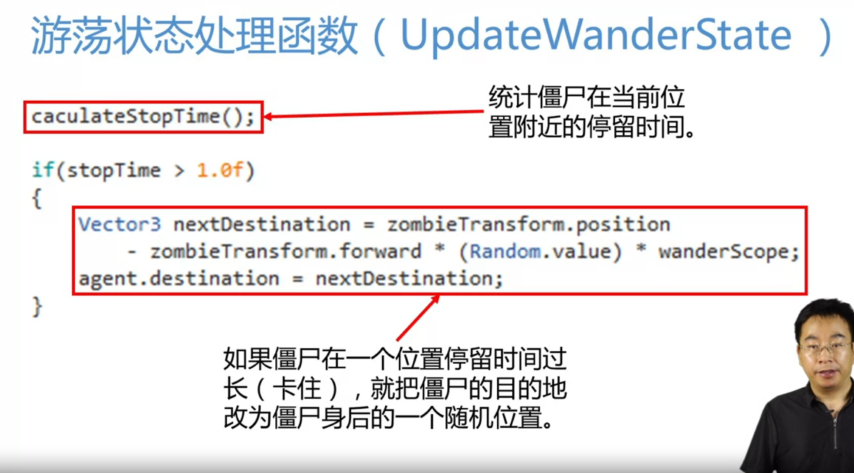 游荡状态处理函数（UpdateWanderState ）
统计僵尸在当前位
置附近的停留时间。
caculateStopTime();
if(stopTime > 1.0f)
{
Vector3 nextDestination = zombieTransform.position
- zombieTransform.forward * (Random.value) * wanderScope;
agent.destination = nextDestination;
}
如果僵尸在一个位置停留时间过
长（卡住），就把僵尸的目的地
改为僵尸身后的一个随机位置。